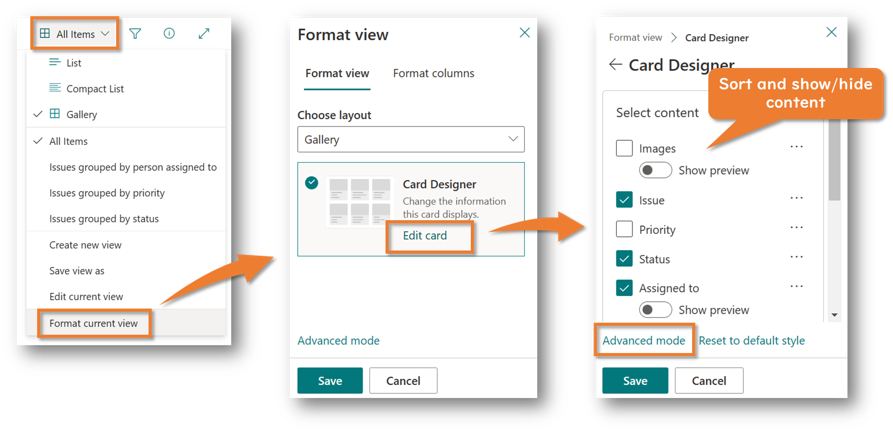 All Items
List
Compact List
Gallery
All Items
Issues grouped by person assigned to
Issues grouped by priority
Issues grouped by status
Create new view
Save view as
Edit current view
Format current view
Format view
Format view
Format columns
Choose layout
Gallery
Card Designer
Change the information
this card displays.
Edit card
Advanced mode
Save
Cancel
Format view > Card Designer
Card Designer
Sort and show/hide
content
Select content
Images
Show preview
Issue
Priority
Status
Assigned to
Show preview
Advanced mode
Reset to default style
Save
Cancel